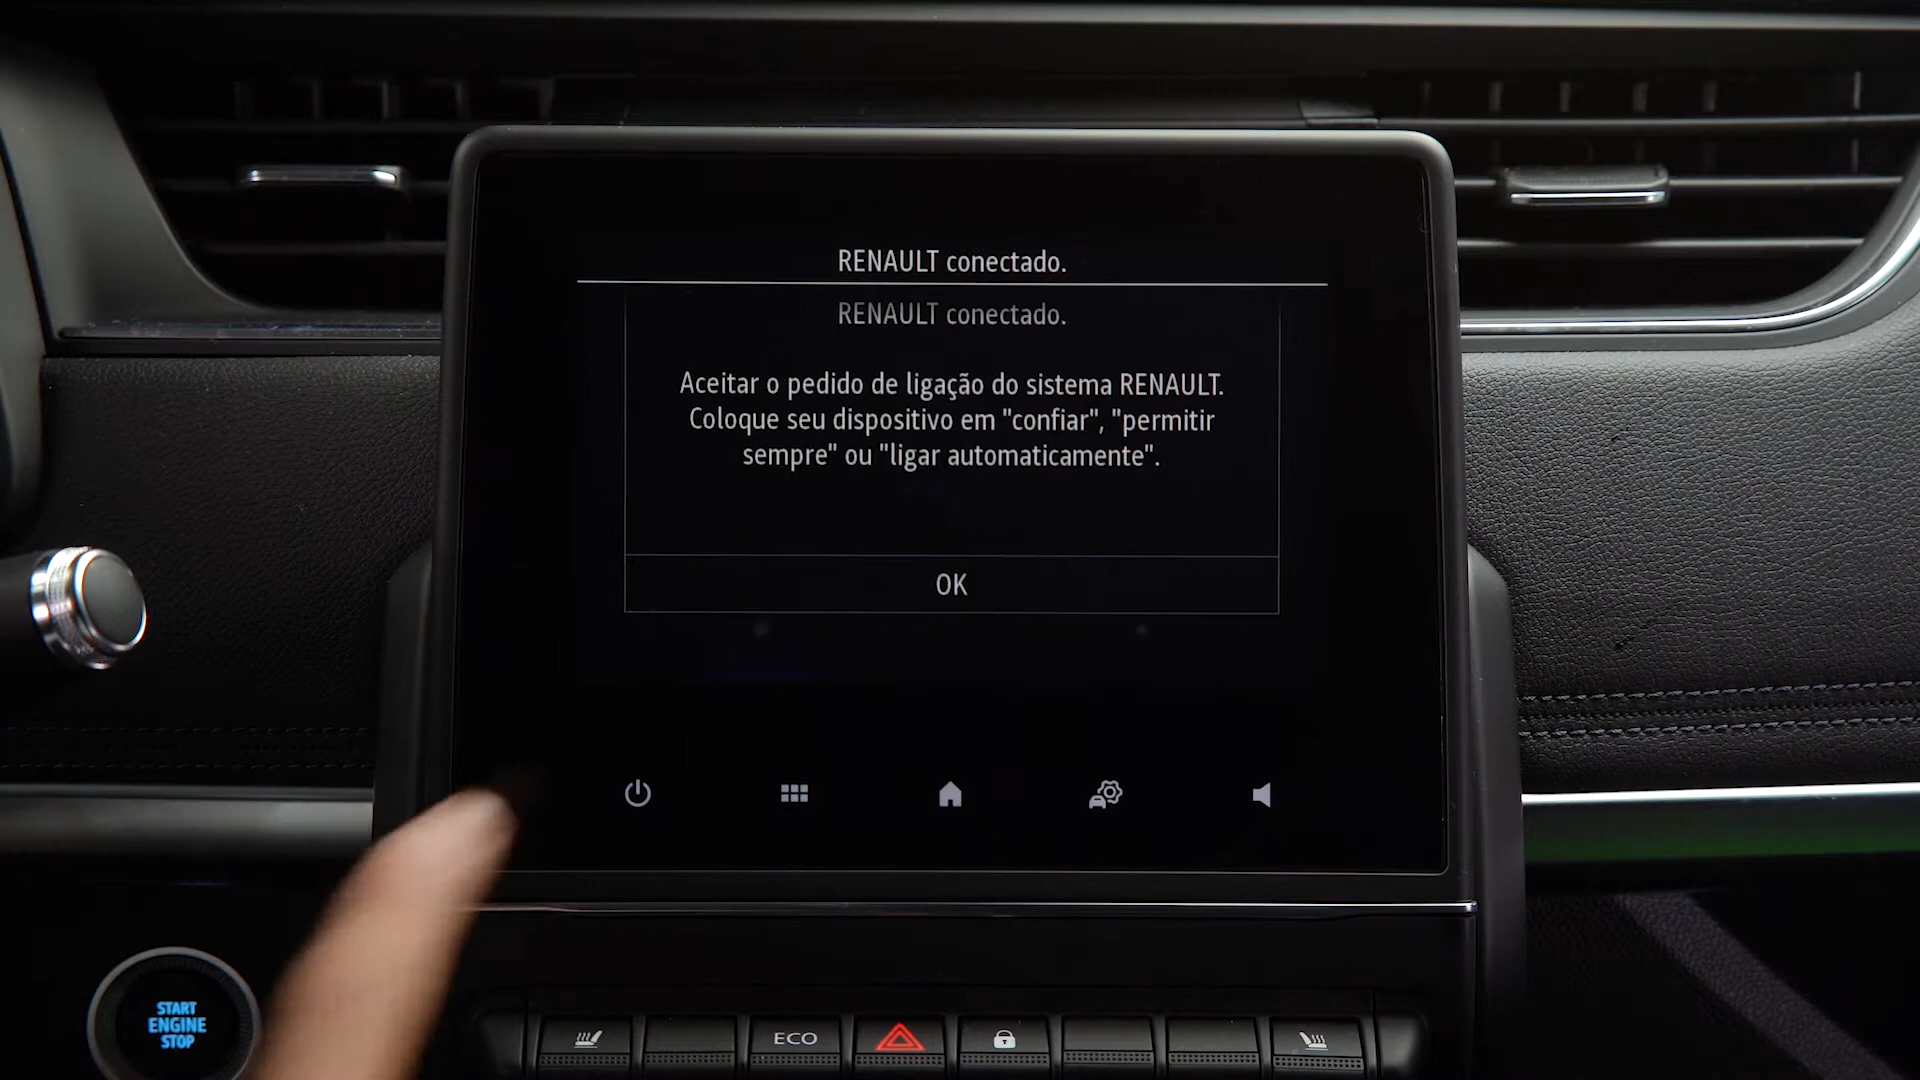 RENAULT conectado.
RENAULT conectado.
Aceitar o pedido de ligação do sistema RENAULT.
Coloque seu dispositivo em "confiar", "permitir
sempre" ou "ligar automaticamente".
OK
START
ENGINE
STOP
ECO